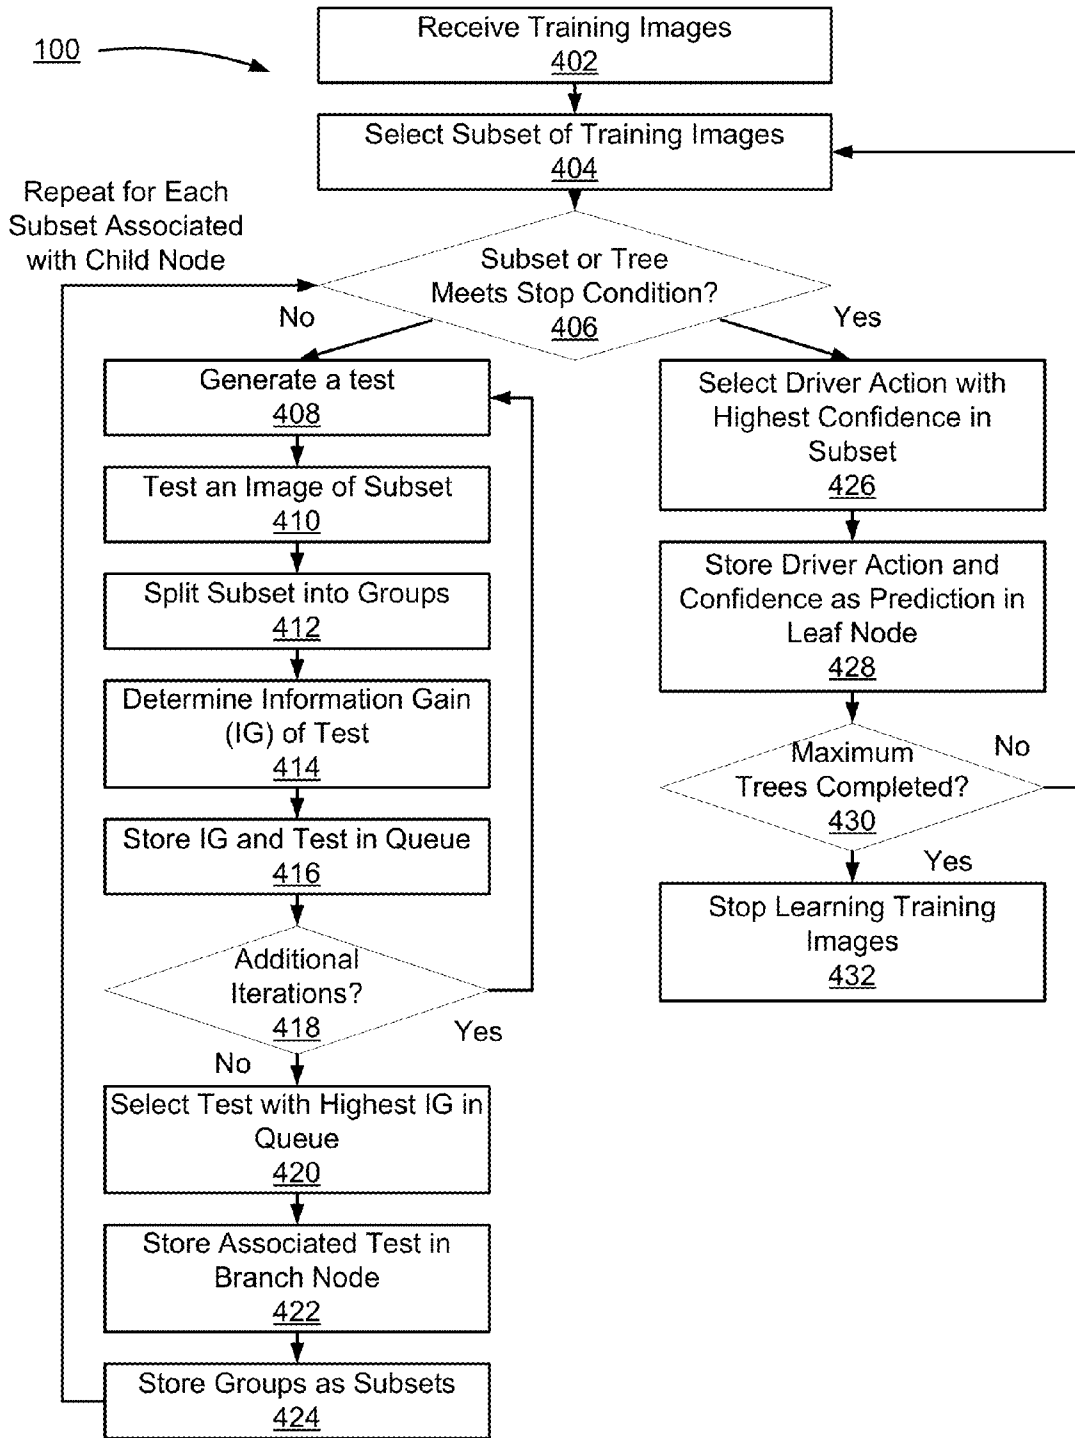 100
Receive Training Images
402
Select Subset of Training Images
404
Repeat for Each
Subset Associated
with Child Node
Subset or Tree
Meets Stop Condition?
406
No
Yes
Generate a test
408
Test an Image of Subset
410
Split Subset into Groups
412
Determine Information Gain
(IG) of Test
414
Store IG and Test in Queue
416
Additional
Iterations?
418
Yes
No
Select Test with Highest IG in
Queue
420
Store Associated Test in
Branch Node
422
Store Groups as Subsets
424
Select Driver Action with
Highest Confidence in
Subset
426
Store Driver Action and
Confidence as Prediction in
Leaf Node
428
Maximum
Trees Completed?
430
No
Yes
Stop Learning Training
Images
432